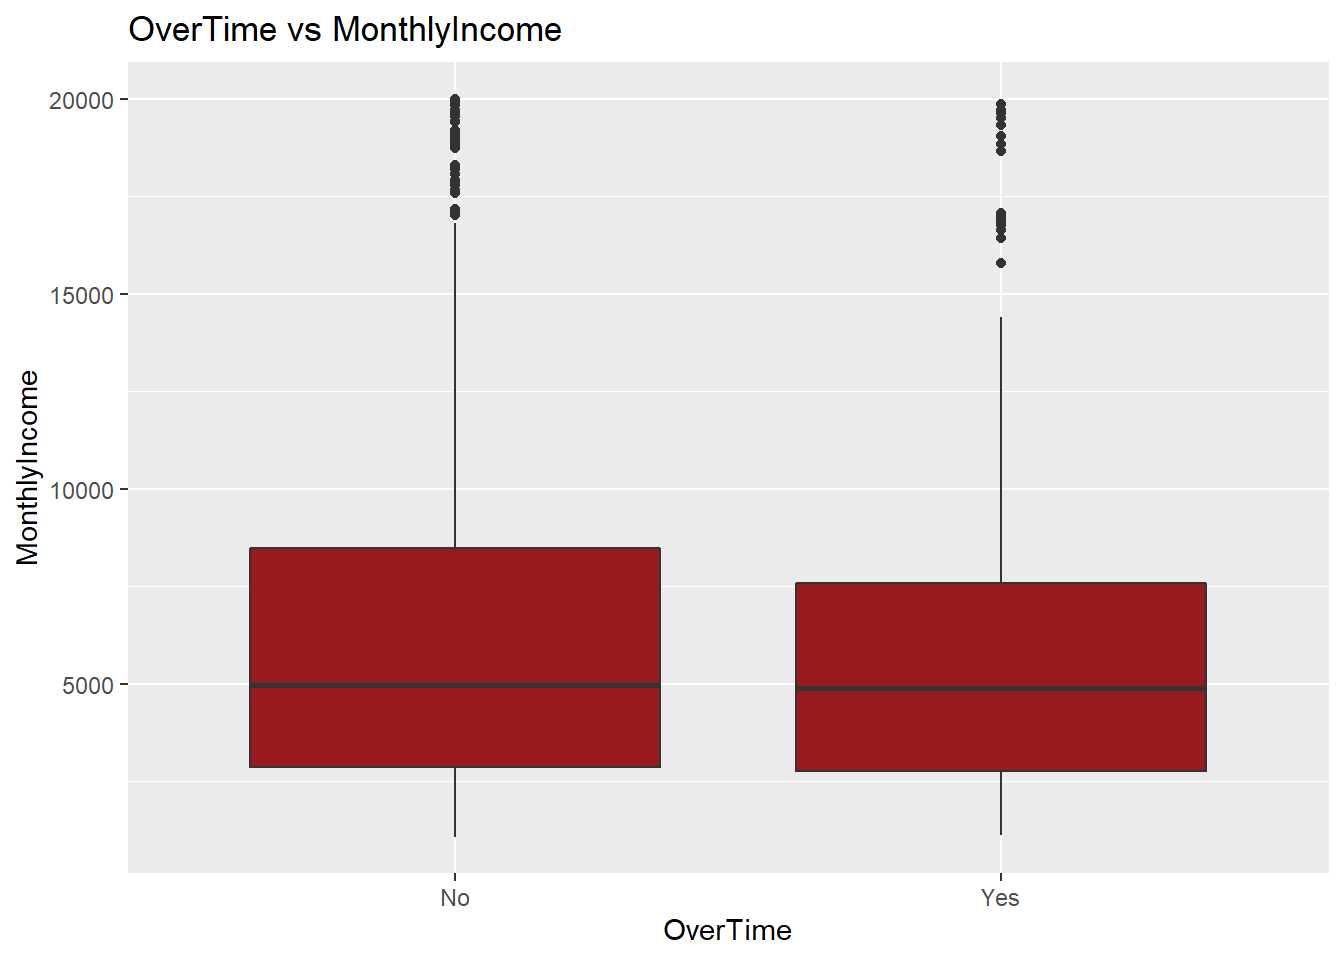 OverTime vs MonthlyIncome
20000
15000
10000
5000
MonthlyIncome
No
Yes
OverTime